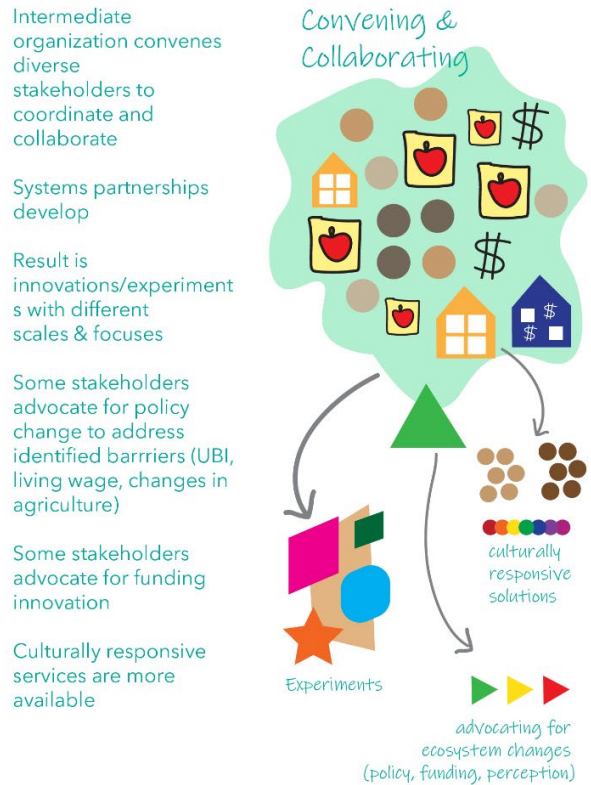 Intermediate
organization convenes
diverse
stakeholders to
coordinate and
collaborate
Systems partnerships
develop
Result is
innovations/experiment
s with different
scales & focuses
Some stakeholders
advocate for policy
change to address
identified barrriers (UBI,
living wage, changes in
agriculture)
Some stakeholders
advocate for funding
innovation
Culturally responsive
services are more
available
Convening &
Collaborating
$
$
$
$
culturally
responsive
solutions
Experiments
advocating for
ecosystem changes
(policy, funding, perception)